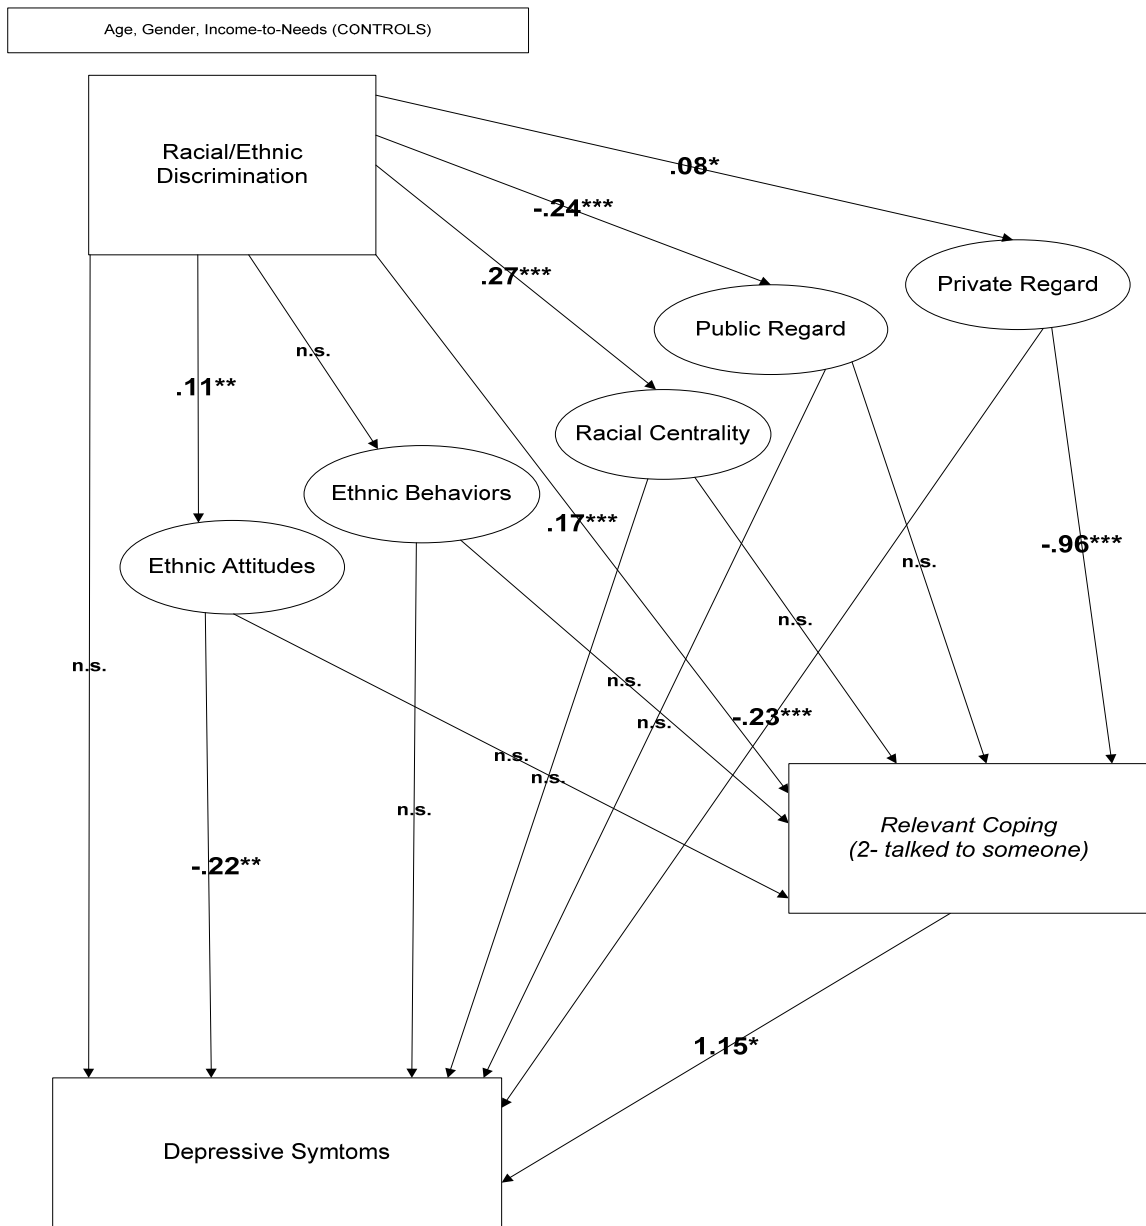 Age, Gender, Income-to-Needs (CONTROLS)
Racial/Ethnic
Discrimination
.08*
-.24***
.27***
Private Regard
Public Regard
n.s.
.11**
Racial Centrality
Ethnic Behaviors
.17***
-.96***
n.s.
Ethnic Attitudes
n.s.
n.s.
n.s.
-.23***
n.s.
n.s.
n.s.
n.s.
Relevant Coping
(2- talked to someone)
-.22**
1.15*
Depressive Symtoms